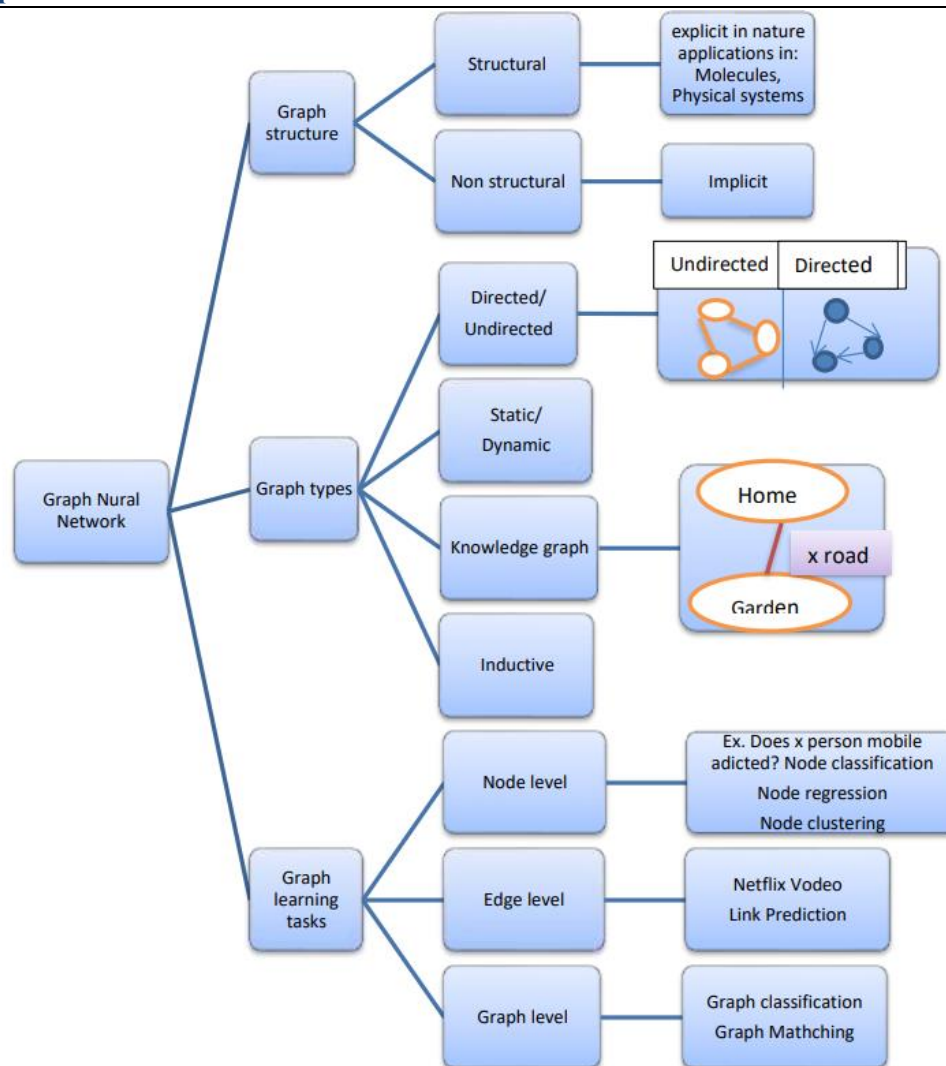 Graph Nural
Network
Graph
structure
Structural
explicit in nature
applications in:
Molecules,
Physical systems
Non structural
Implicit
Graph types
Directed/
Undirected
Undirected
Directed
Static/
Dynamic
Knowledge graph
Home
x road
Garden
Inductive
Graph
learning
tasks
Node level
Ex. Does x person mobile
adicted? Node classification
Node regression
Node clustering
Edge level
Netflix Vodeo
Link Prediction
Graph level
Graph classification
Graph Mathching